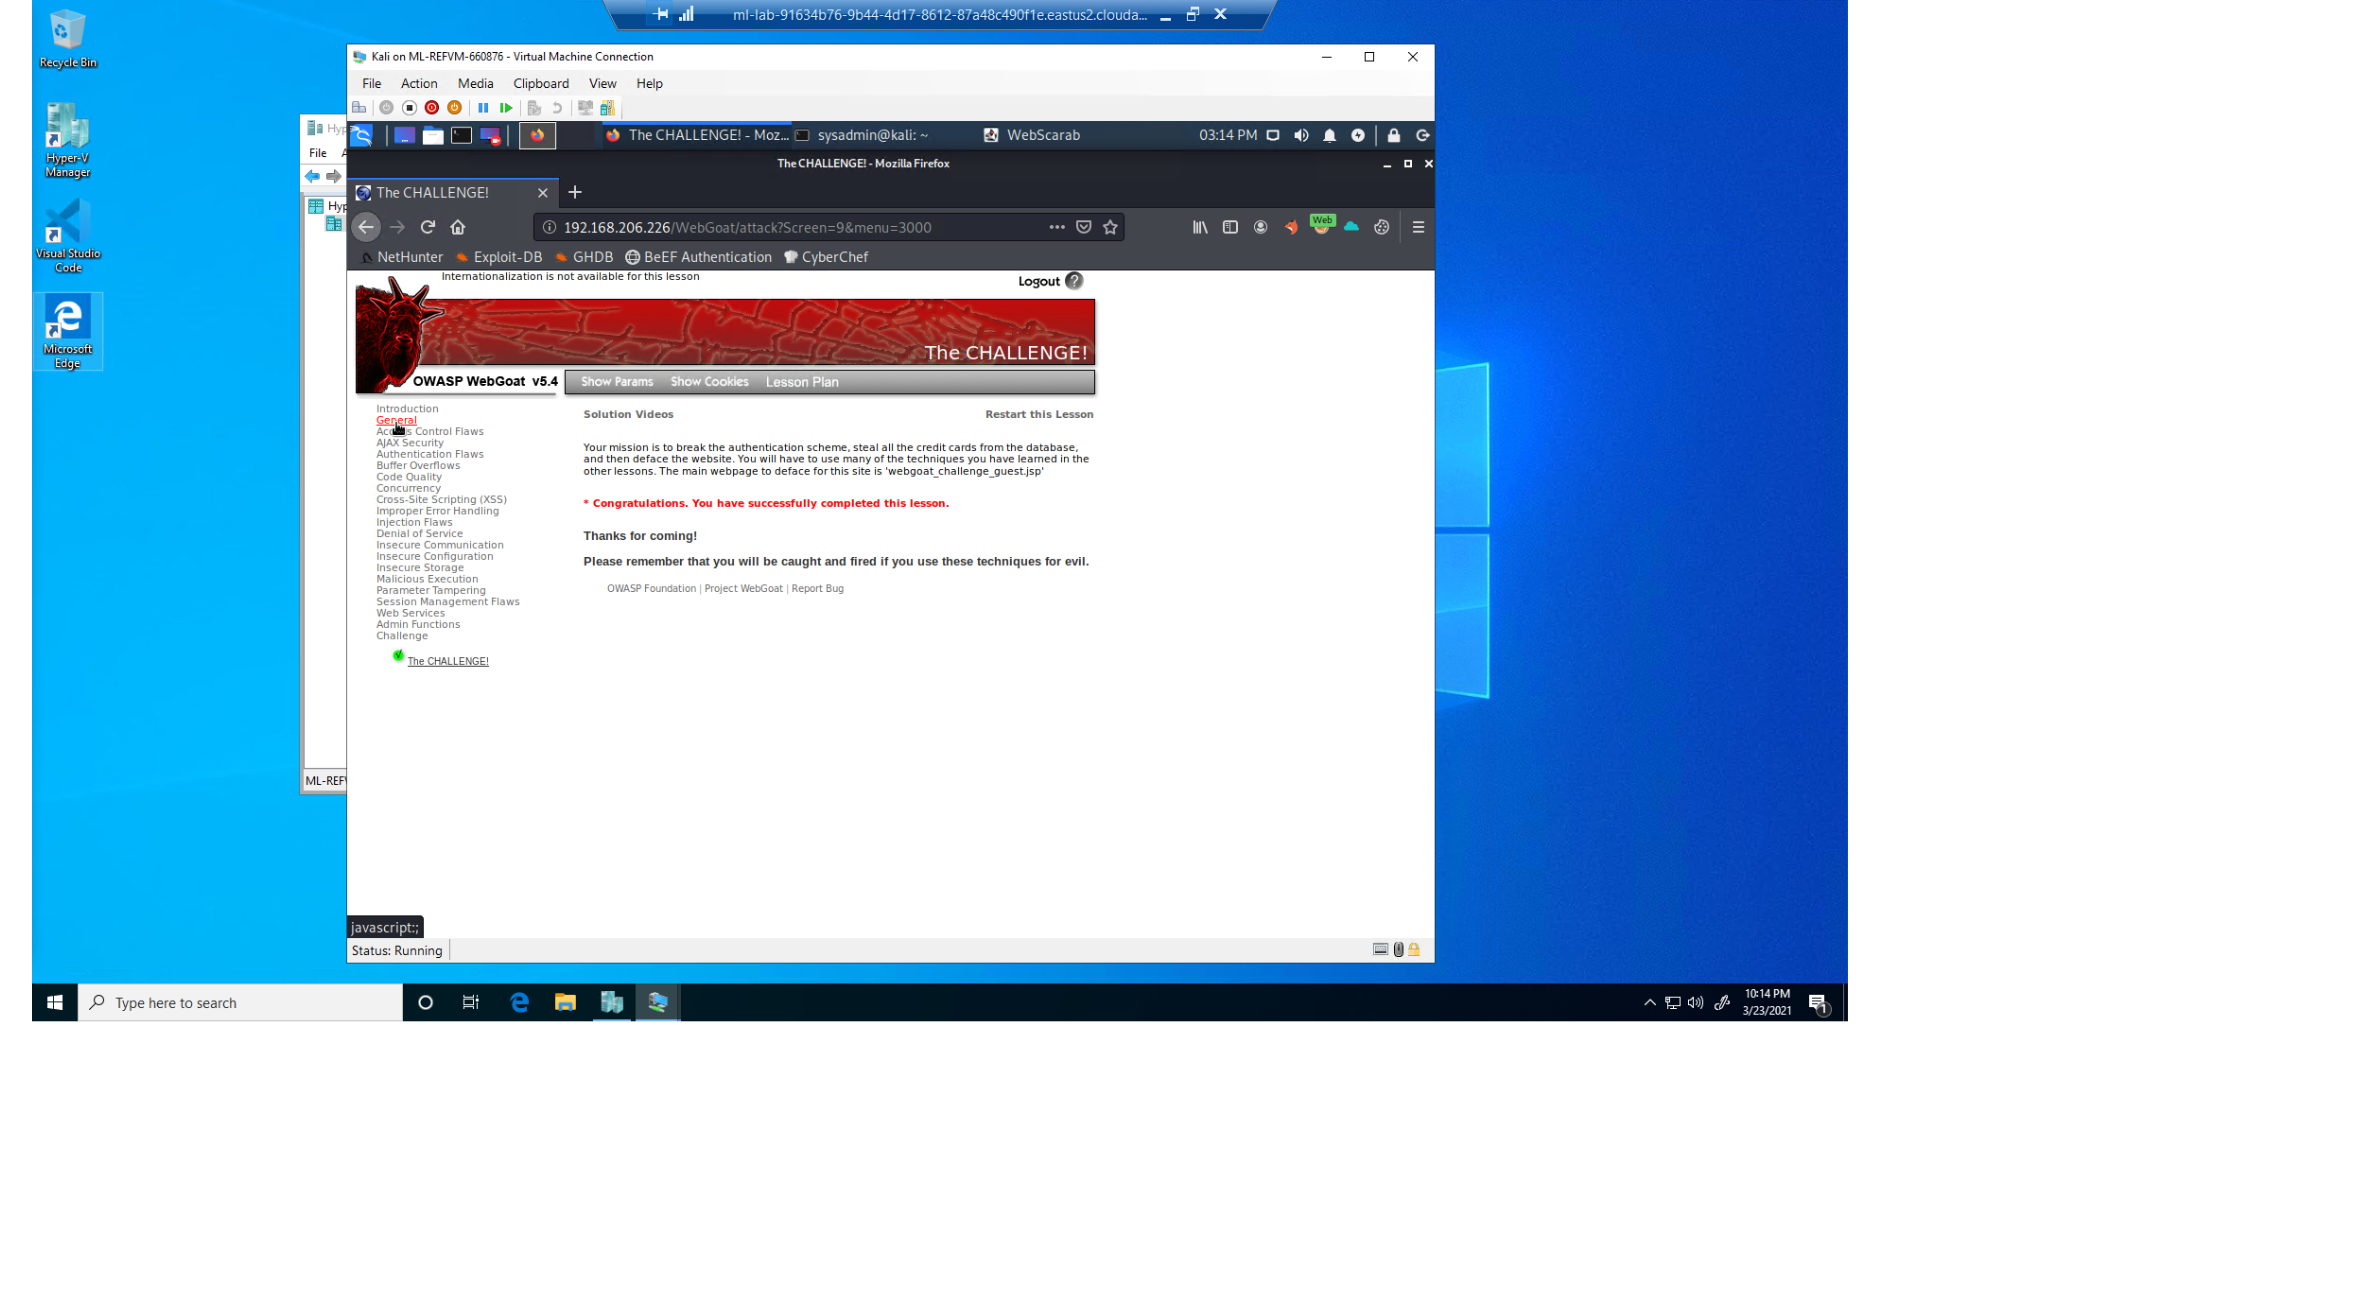 ml-lab-91634b76-9b44-4d17-8612-87a48c490f1e.eastus2.clouda...
Recycle Bin
Hyper-V
Manager
Visual Studio
Code
Microsoft
Edge
Hyp
File A
Hyp
ML-REF
Kali on ML-REFVM-660876 - Virtual Machine Connection
File Action Media Clipboard View Help
The CHALLENGE! - Moz... sysadmin@kali: ~ WebScarab 03:14 PM
The CHALLENGE! - Mozilla Firefox
The CHALLENGE!
192.168.206.226/WebGoat/attack?Screen=9&menu=3000
Web
NetHunter Exploit-DB GHDB BeEF Authentication CyberChef
Internationalization is not available for this lesson
Logout ?
The CHALLENGE!
OWASP WebGoat v5.4 Show Params Show Cookies Lesson Plan
Introduction
General
Access Control Flaws
AJAX Security
Authentication Flaws
Buffer Overflows
Code Quality
Concurrency
Cross-Site Scripting (XSS)
Improper Error Handling
Injection Flaws
Denial of Service
Insecure Communication
Insecure Configuration
Insecure Storage
Malicious Execution
Parameter Tampering
Session Management Flaws
Web Services
Admin Functions
Challenge
The CHALLENGE!
Solution Videos Restart this Lesson
Your mission is to break the authentication scheme, steal all the credit cards from the database,
and then deface the website. You will have to use many of the techniques you have learned in the
other lessons. The main webpage to deface for this site is 'webgoat_challenge_guest.jsp'
* Congratulations. You have successfully completed this lesson.
Thanks for coming!
Please remember that you will be caught and fired if you use these techniques for evil.
OWASP Foundation | Project WebGoat | Report Bug
javascript:;
Status: Running
Type here to search
10:14 PM
3/23/2021
1